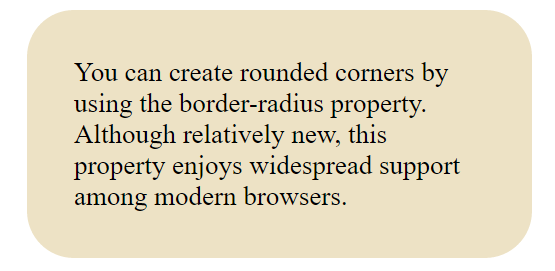 You can create rounded corners by
using the border-radius property.
Although relatively new, this
property enjoys widespread support
among modern browsers.